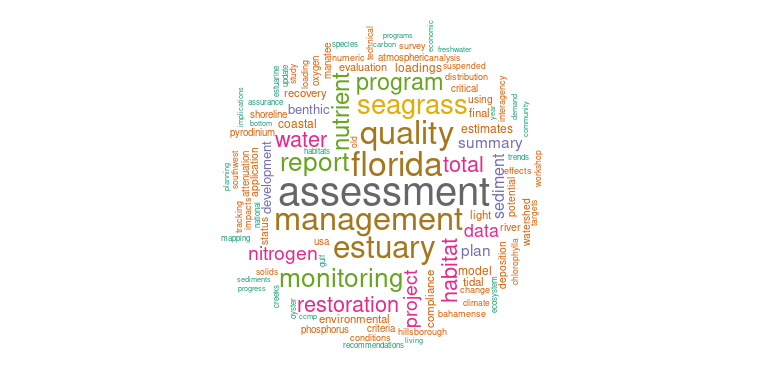 programs
economic
technical
species
carbon
survey
freshwater
manatee
numeric
atmospheric
analysis
oxygen
evaluation
loadings
suspended
estuarine
update
study
loading
nutrient
program
distribution
interagency
recovery
critical
implications
assurance
benthic
seagrass
using
year
demand
shoreline
final
community
bottom
coastal
pyrodinium
water
old
quality
estimates
summary
habitats
planning
southwest
attenuation
application
development
report
florida
total
sediment
trends
effects
workshop
assessment
potential
tracking
impacts
national
status
management
light
data
river
watershed
targets
mapping
nitrogen
usa
gulf
estuary
habitat
plan
deposition
chlorophylla
solids
sediments
progress
creeks
monitoring
project
compliance
model
tidal
change
ecosystem
oyster
ccmp
restoration
climate
bahamense
environmental
phosphorus
criteria
hillsborough
conditions
living
recommendations